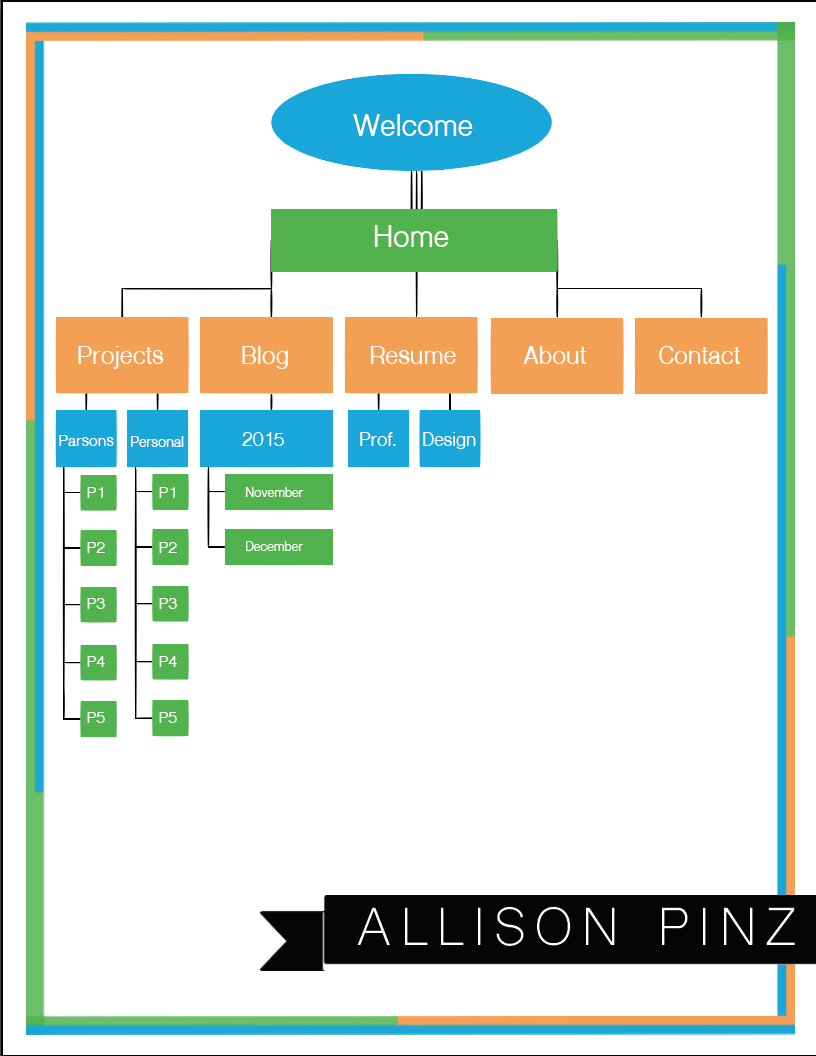 Welcome
Home
Projects
Blog
Resume
About
Contact
Parsons
Personal
2015
Prof.
Design
P1
P1
November
P2
P2
December
P3
P3
P4
P4
P5
P5
ALLISON PINZ